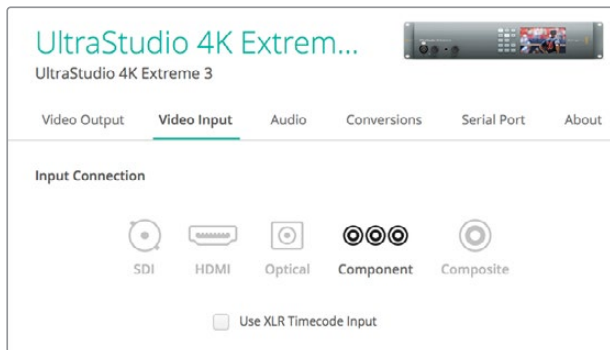 UltraStudio 4K Extrem...
UltraStudio 4K Extreme 3
Video Output Video Input Audio Conversions Serial Port About
Input Connection
SDI HDMI Optical Component Composite
Use XLR Timecode Input